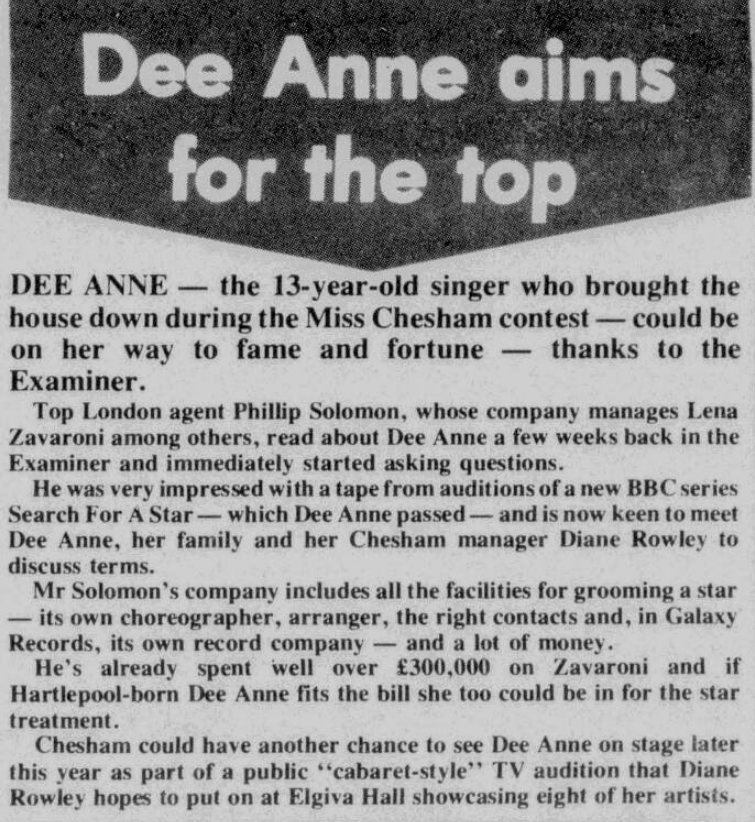 Dee Anne aims
for the top
DEE ANNE — the 13-year-old singer who brought the
house down during the Miss Chesham contest — could be
on her way to fame and fortune — thanks to the
Examiner.
Top London agent Phillip Solomon, whose company manages Lena
Zavaroni among others, read about Dee Anne a few weeks back in the
Examiner and immediately started asking questions.
He was very impressed with a tape from auditions of a new BBC series
Search For A Star — which Dee Anne passed — and is now keen to meet
Dee Anne, her family and her Chesham manager Diane Rowley to
discuss terms.
Mr Solomon's company includes all the facilities for grooming a star
— its own choreographer, arranger, the right contacts and, in Galaxy
Records, its own record company — and a lot of money.
He's already spent well over £300,000 on Zavaroni and if
Hartlepool-born Dee Anne fits the bill she too could be in for the star
treatment.
Chesham could have another chance to see Dee Anne on stage later
this year as part of a public “cabaret-style” TV audition that Diane
Rowley hopes to put on at Elgiva Hall showcasing eight of her artists.